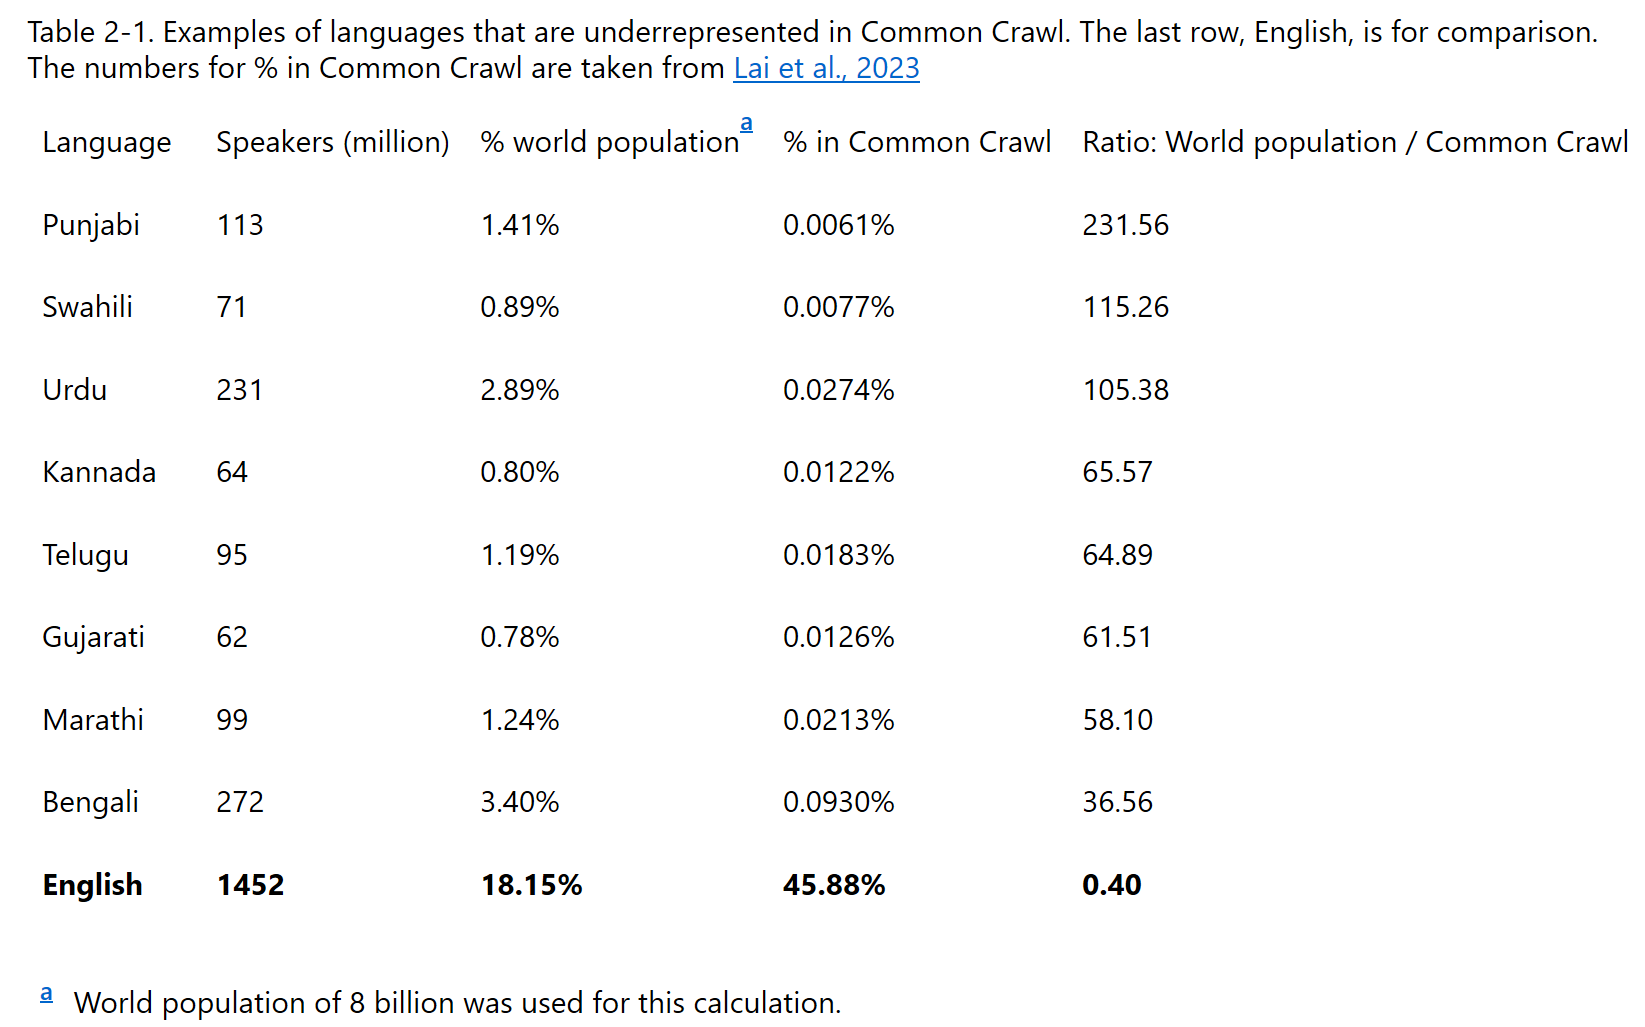 Table 2-1. Examples of languages that are underrepresented in Common Crawl. The last row, English, is for comparison.
The numbers for % in Common Crawl are taken from Lai et al., 2023
Language Speakers (million) % world population a % in Common Crawl Ratio: World population / Common Crawl
Punjabi 113 1.41% 0.0061% 231.56
Swahili 71 0.89% 0.0077% 115.26
Urdu 231 2.89% 0.0274% 105.38
Kannada 64 0.80% 0.0122% 65.57
Telugu 95 1.19% 0.0183% 64.89
Gujarati 62 0.78% 0.0126% 61.51
Marathi 99 1.24% 0.0213% 58.10
Bengali 272 3.40% 0.0930% 36.56
English 1452 18.15% 45.88% 0.40
a World population of 8 billion was used for this calculation.